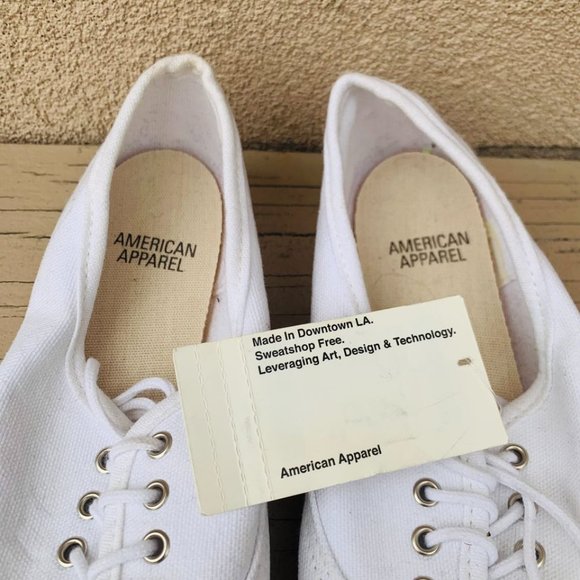 AMERICAN
APPAREL
AMERICAN
APPAREL
Made In Downtown LA.
Sweatshop Free.
Leveraging Art, Design & Technology.
American Apparel